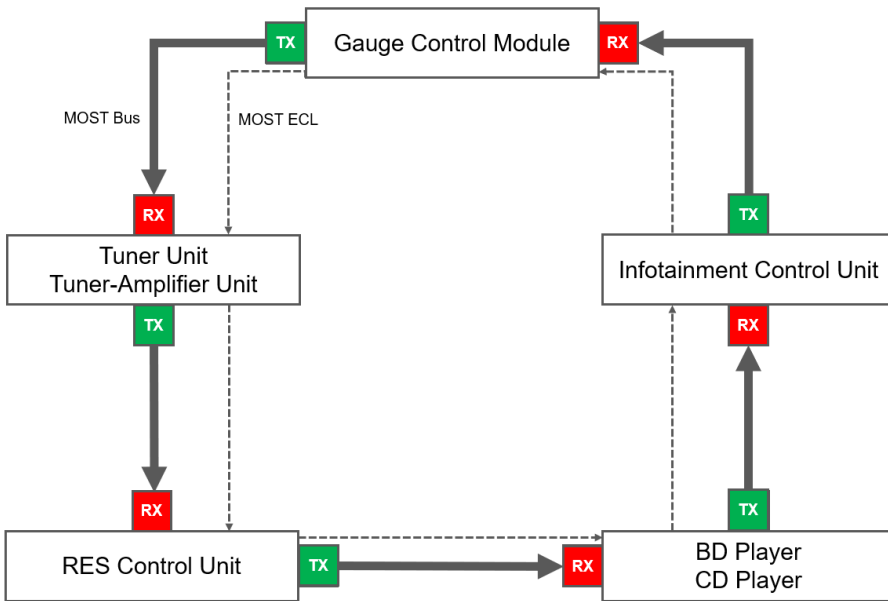 TX
Gauge Control Module
RX
MOST Bus
MOST ECL
RX
TX
Tuner Unit
Tuner-Amplifier Unit
Infotainment Control Unit
TX
RX
RX
TX
RES Control Unit
TX
RX
BD Player
CD Player